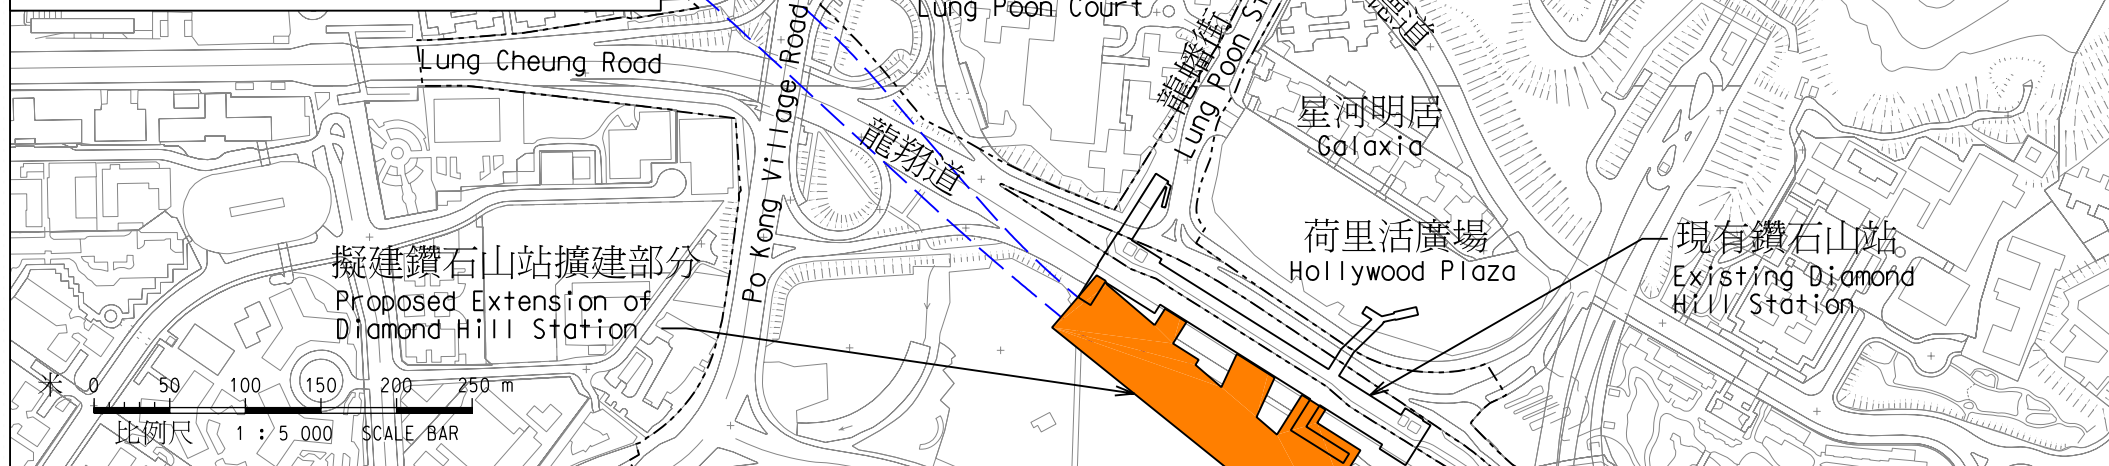 Lung Poon Court
Lung Cheung Road
Po Kong Village Road
龍翔道
龍蟠街
Lung Poon St
德道
星河明居
Galaxia
荷里活廣場
Hollywood Plaza
現有鑽石山站
Existing Diamond
Hill Station
擬建鑽石山站擴建部分
Proposed Extension of
Diamond Hill Station
米 0 50 100 150 200 250 m
比例尺 1 : 5 000 SCALE BAR